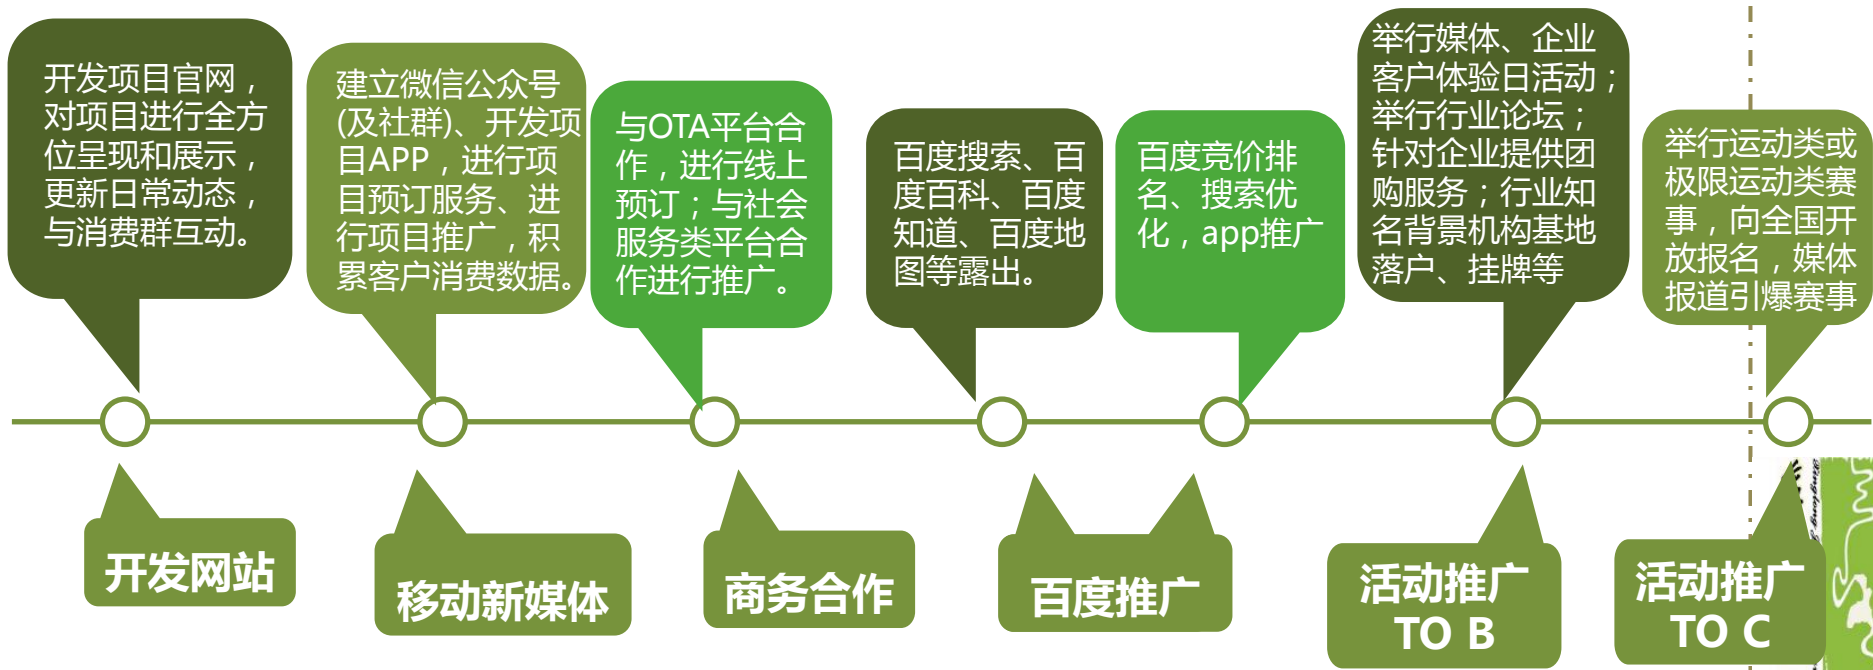 开发项目官网，
对项目进行全方
位呈现和展示，
更新日常动态，
与消费群互动。
建立微信公众号
(及社群)、开发项
目APP，进行项
目预订服务、进
行项目推广，积
累客户消费数据。
与OTA平台合
作，进行线上
预订；与社会
服务类平台合
作进行推广。
百度搜索、百
度百科、百度
知道、百度地
图等露出。
百度竞价排
名、搜索优
化，app推广
举行媒体、企业
客户体验日活动；
举行行业论坛；
针对企业提供团
购服务；行业知
名背景机构基地
落户、挂牌等
举行运动类或
极限运动类赛
事，向全国开
放报名，媒体
报道引爆赛事
开发网站
移动新媒体
商务合作
百度推广
活动推广
TO B
活动推广
TO C